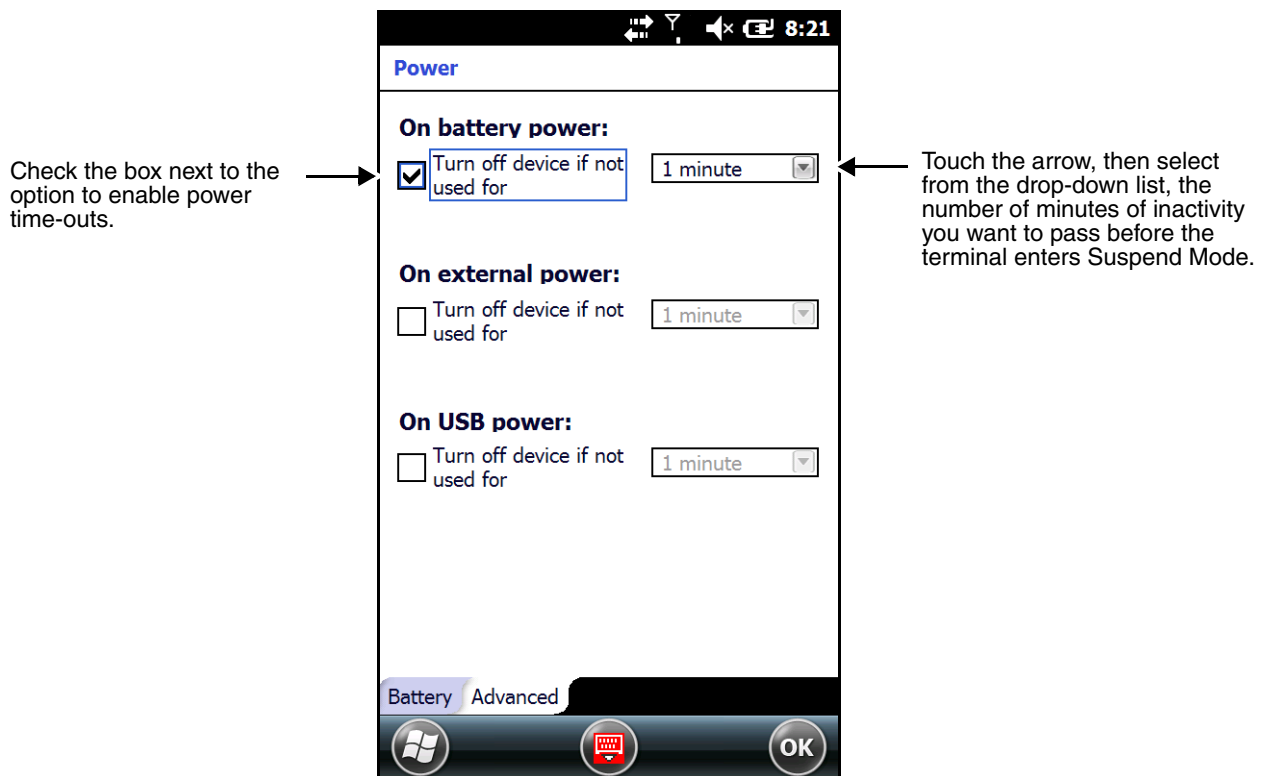 8:21
Power
On battery power:
Check the box next to the
option to enable power
time-outs.
Turn off device if not
used for
1 minute
Touch the arrow, then select
from the drop-down list, the
number of minutes of inactivity
you want to pass before the
terminal enters Suspend Mode.
On external power:
Turn off device if not
used for
1 minute
On USB power:
Turn off device if not
used for
1 minute
Battery Advanced
OK